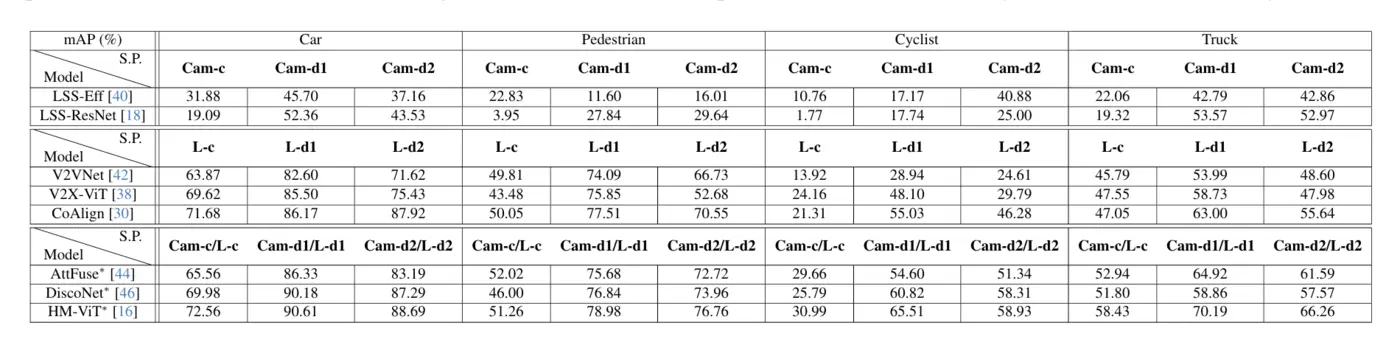 mAP (%) Car Pedestrian Cyclist Truck
S.P.
Model Cam-c Cam-d1 Cam-d2 Cam-c Cam-d1 Cam-d2 Cam-c Cam-d1 Cam-d2 Cam-c Cam-d1 Cam-d2
LSS-Eff [40] 31.88 45.70 37.16 22.83 11.60 16.01 10.76 17.17 40.88 22.06 42.79 42.86
LSS-ResNet [18] 19.09 52.36 43.53 3.95 27.84 29.64 1.77 17.74 25.00 19.32 53.57 52.97
S.P.
Model L-c L-d1 L-d2 L-c L-d1 L-d2 L-c L-d1 L-d2 L-c L-d1 L-d2
V2VNet [42] 63.87 82.60 71.62 49.81 74.09 66.73 13.92 28.94 24.61 45.79 53.99 48.60
V2X-ViT [38] 69.62 85.50 75.43 43.48 75.85 52.68 24.16 48.10 29.79 47.55 58.73 47.98
CoAlign [30] 71.68 86.17 87.92 50.05 77.51 70.55 21.31 55.03 46.28 47.05 63.00 55.64
S.P.
Model Cam-c/L-c Cam-d1/L-d1 Cam-d2/L-d2 Cam-c/L-c Cam-d1/L-d1 Cam-d2/L-d2 Cam-c/L-c Cam-d1/L-d1 Cam-d2/L-d2 Cam-c/L-c Cam-d1/L-d1 Cam-d2/L-d2
AttFuse* [44] 65.56 86.33 83.19 52.02 75.68 72.72 29.66 54.60 51.34 52.94 64.92 61.59
DiscoNet* [46] 69.98 90.18 87.29 46.00 76.84 73.96 25.79 60.82 58.31 51.80 58.86 57.57
HM-ViT* [16] 72.56 90.61 88.69 51.26 78.98 76.76 30.99 65.51 58.93 58.43 70.19 66.26